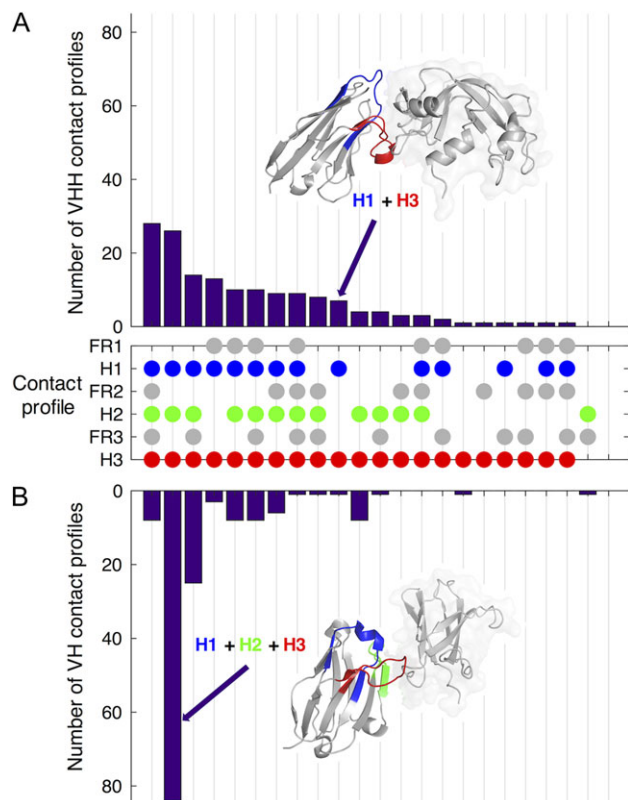 A
Number of VHH contact profiles
80
60
40
20
0
H1 + H3
Contact profile
FR1
H1
FR2
H2
FR3
H3
B
Number of VH contact profiles
0
20
40
60
80
H1 + H2 + H3